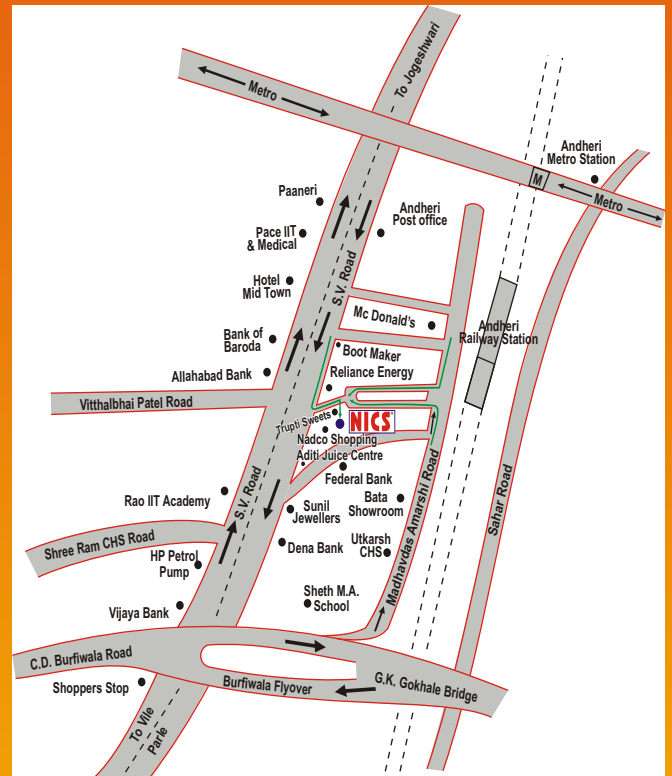 To Jogeshwari
Metro
Andheri
Metro Station
M
Metro
Paaneri
Andheri
Post office
Pace IIT
& Medical
S.V. Road
Hotel
Mid Town
Mc Donald's
Andheri
Railway Station
Bank of
Baroda
Boot Maker
Reliance Energy
Allahabad Bank
Vitthalbhai Patel Road
Trupti Sweets
NICS
Nadco Shopping
Aditi Juice Centre
Federal Bank
S.V. Road
Rao IIT Academy
Bata
Showroom
Sunil
Jewellers
Madhavdas Amarshi Road
Sahar Road
Shree Ram CHS Road
Dena Bank
Utkarsh
CHS
HP Petrol
Pump
Sheth M.A.
School
Vijaya Bank
C.D. Burfiwala Road
Shoppers Stop
Burfiwala Flyover
G.K. Gokhale Bridge
To Vile
Parle